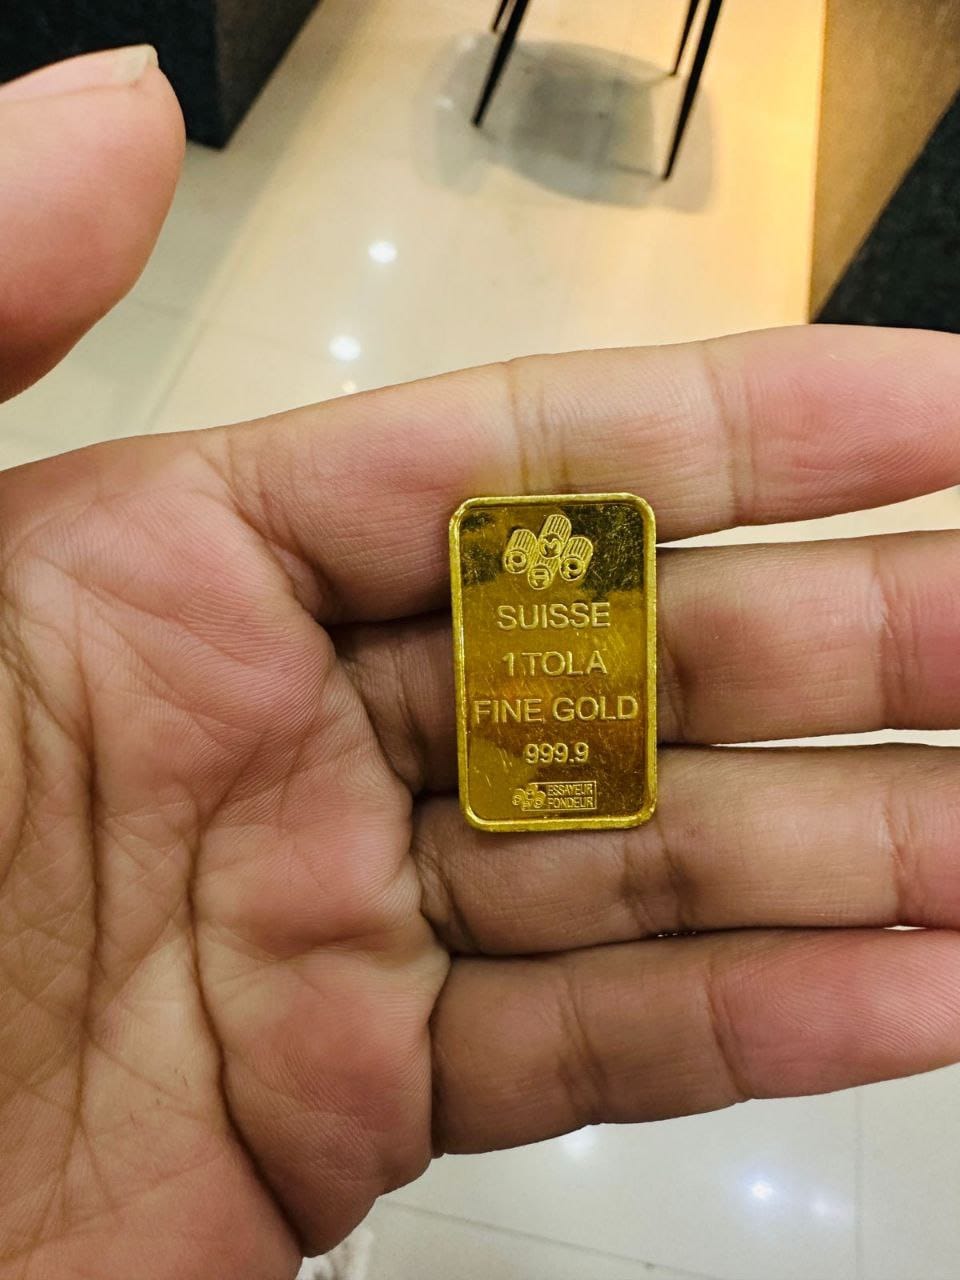 SUISSE
1 TOLA
FINE GOLD
999.9
ESSAYEUR
FONDEUR